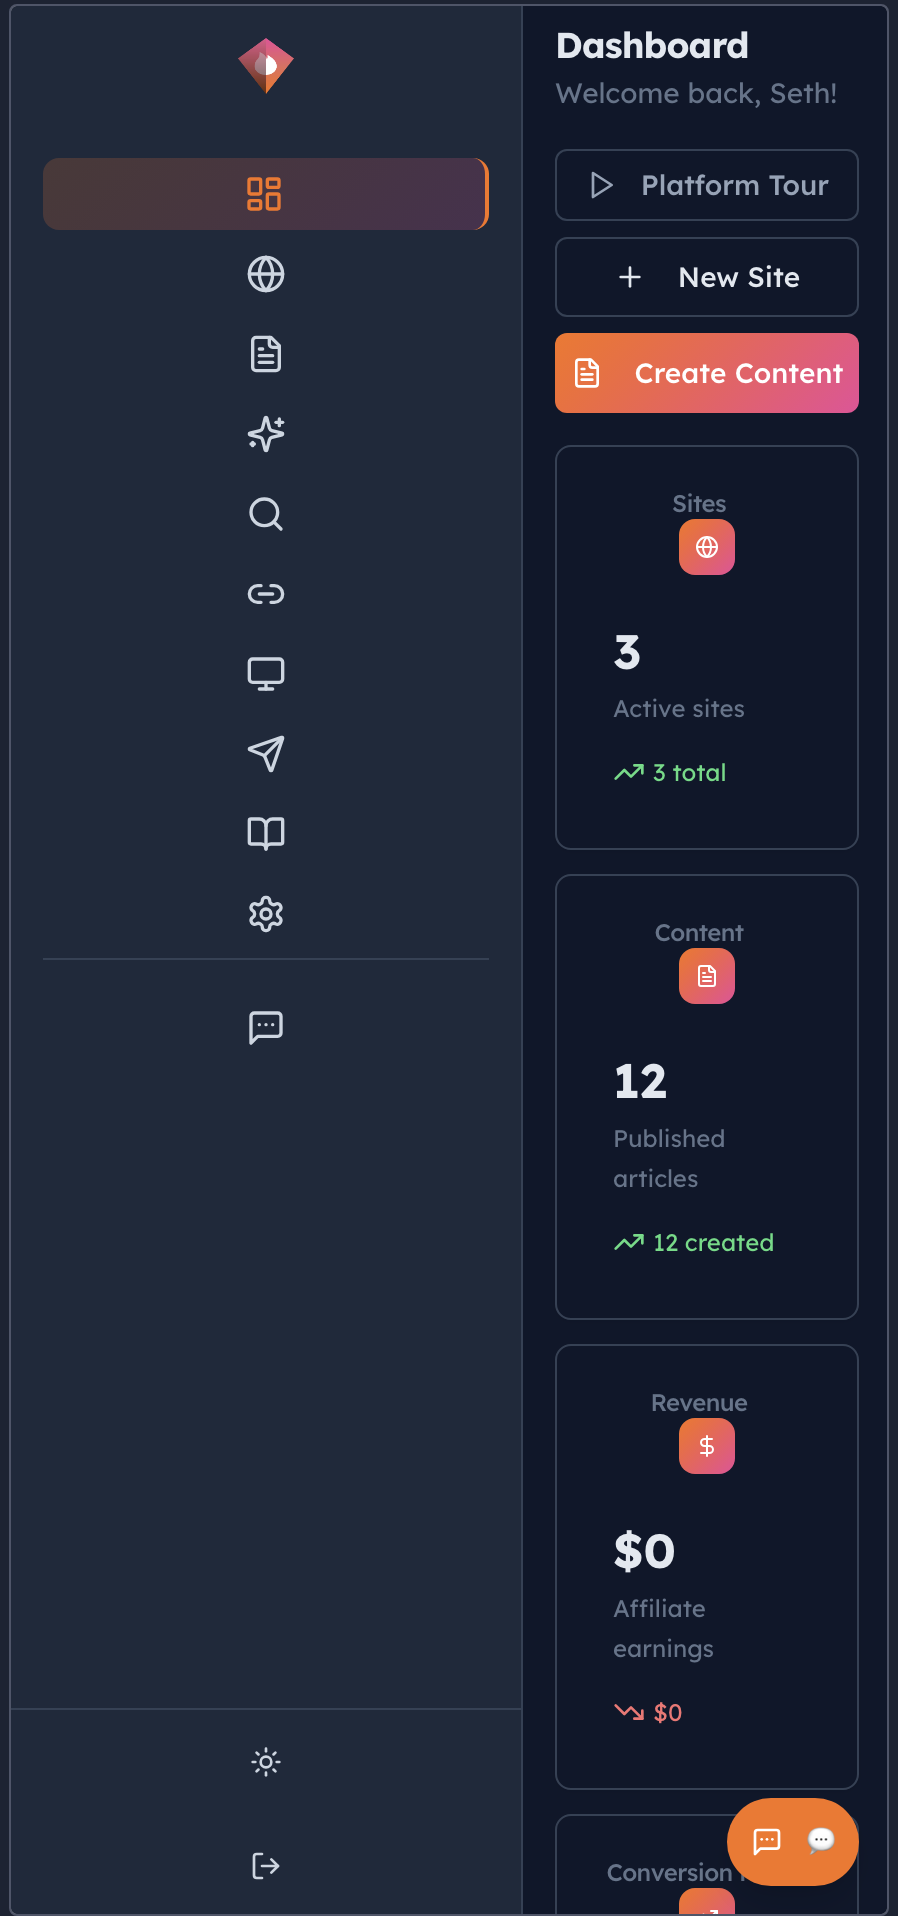 Dashboard
Welcome back, Seth!
Platform Tour
New Site
Create Content
Sites
3
Active sites
3 total
Content
12
Published
articles
12 created
Revenue
$0
Affiliate
earnings
$0
Conversion